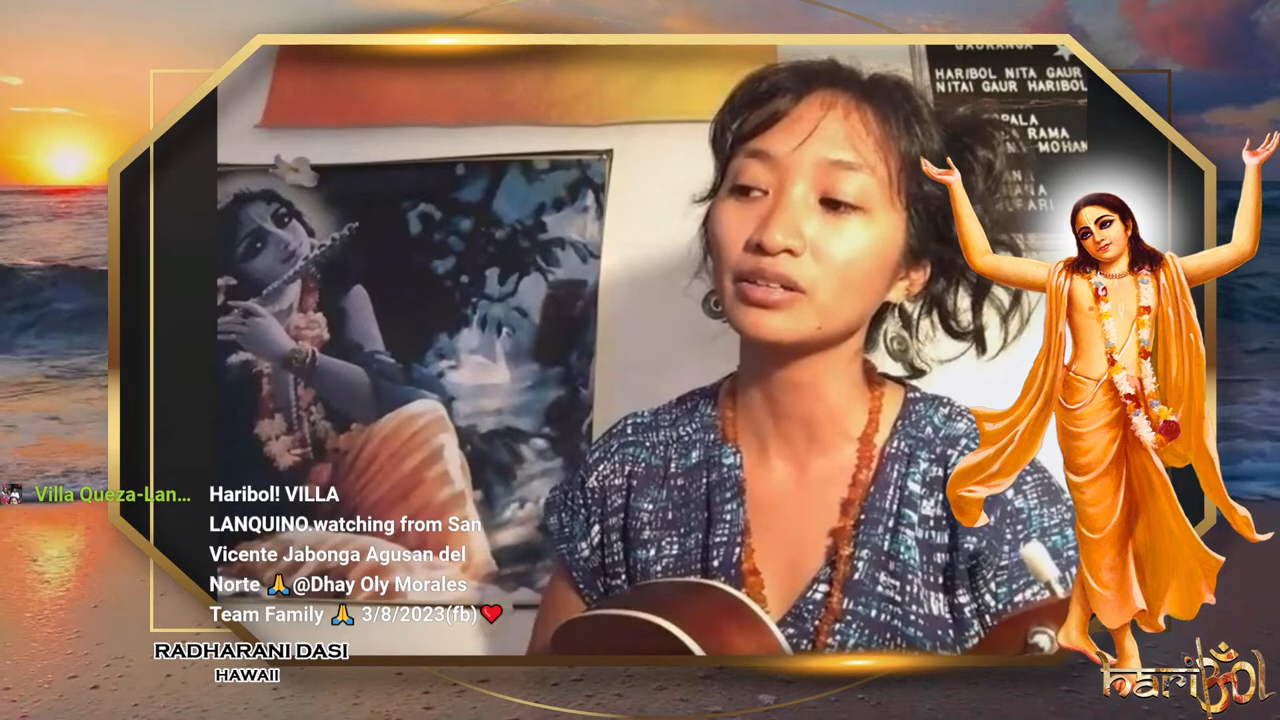 GAURANGA
HARIBOL NITA GAUR
NITAI GAUR HARIBOL
RAMA
MOHAN
Villa Queza-Lan...
Haribol! VILLA
LANQUINO.watching from San
Vicente Jabonga Agusan del
Norte 🙏@Dhay Oly Morales
Team Family 🙏 3/8/2023(fb)❤️
RADHARANI DASI
HAWAII
hariBOl